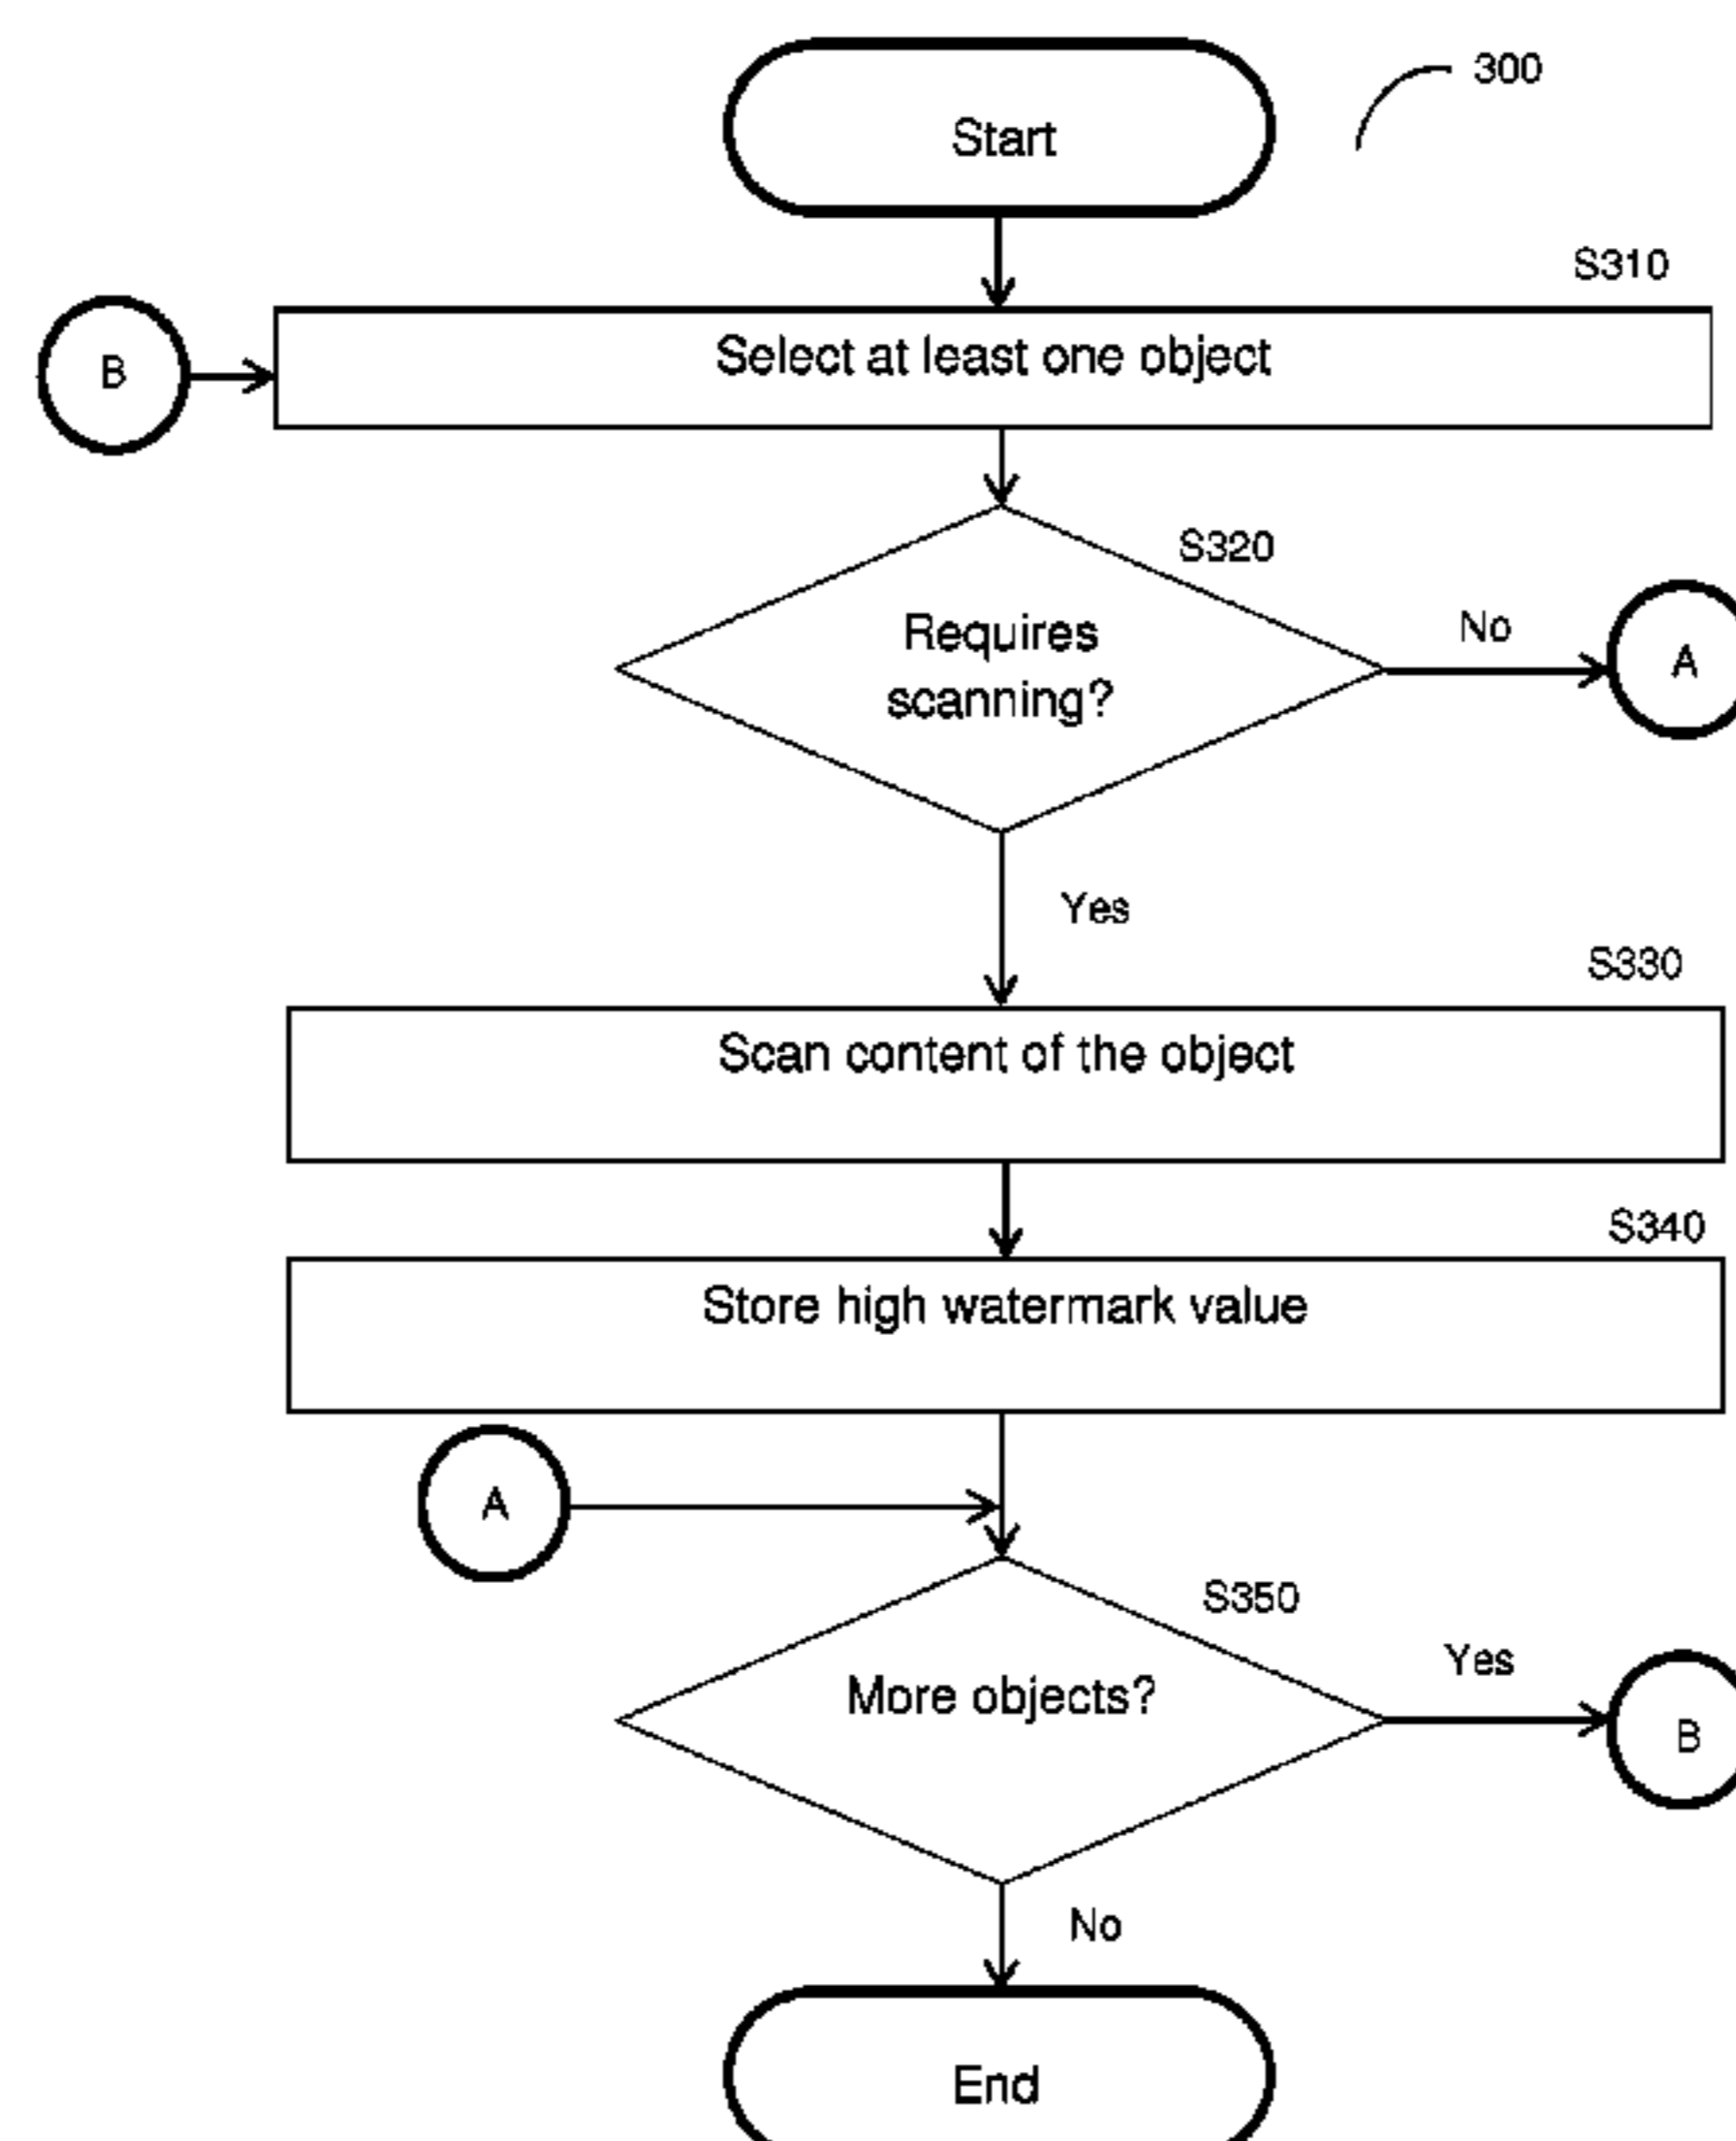 Start
300
S310
B
Select at least one object
S320
Requires
scanning?
No
A
Yes
S330
Scan content of the object
S340
Store high watermark value
A
S350
More objects?
Yes
B
No
End